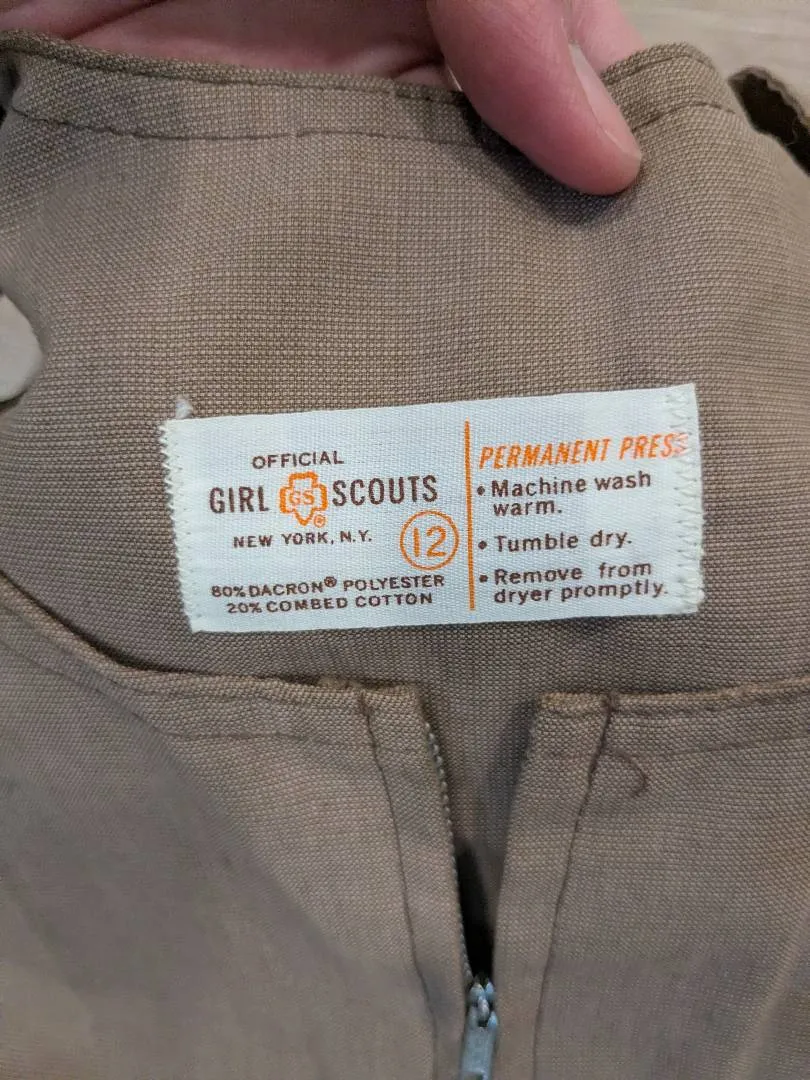 OFFICIAL
GIRL GS SCOUTS
®
NEW YORK, N.Y.
12
80% DACRON® POLYESTER
20% COMBED COTTON
PERMANENT PRESS
• Machine wash
warm.
• Tumble dry.
• Remove from
dryer promptly.